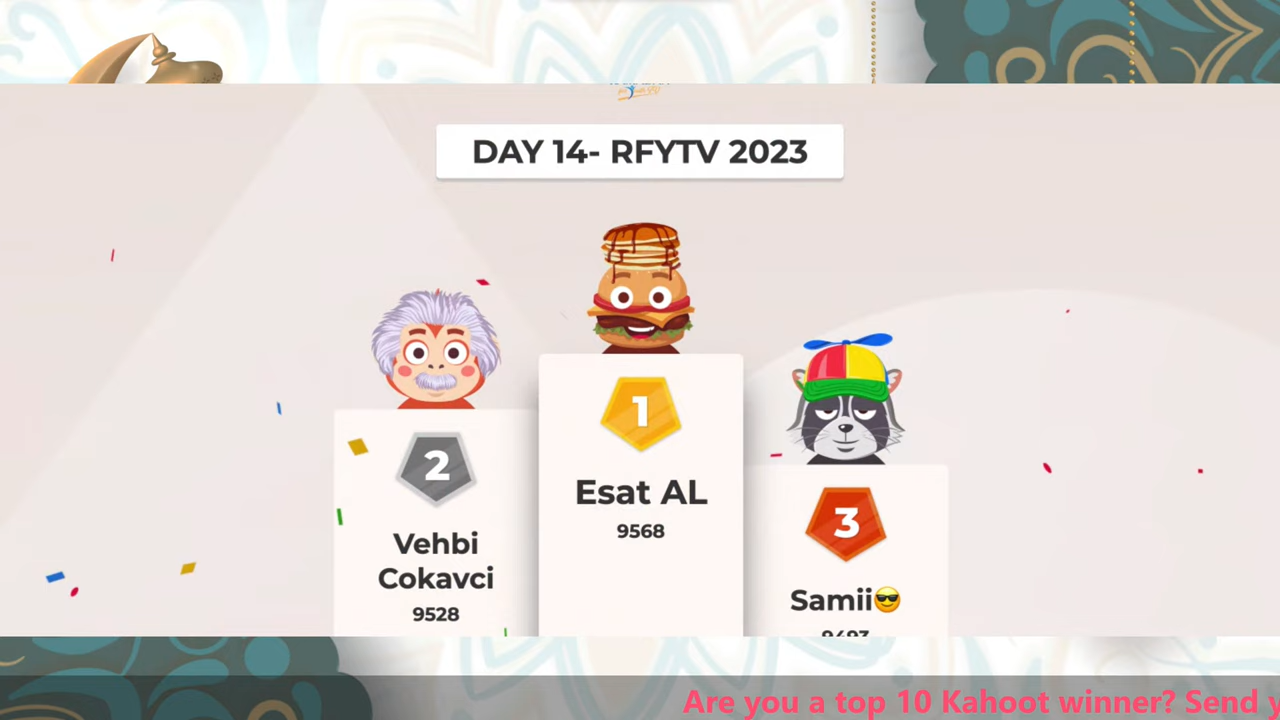 DAY 14- RFYTV 2023
1
Esat AL
9568
2
Vehbi
Cokavci
9528
3
Samii😎
Are you a top 10 Kahoot winner? Send